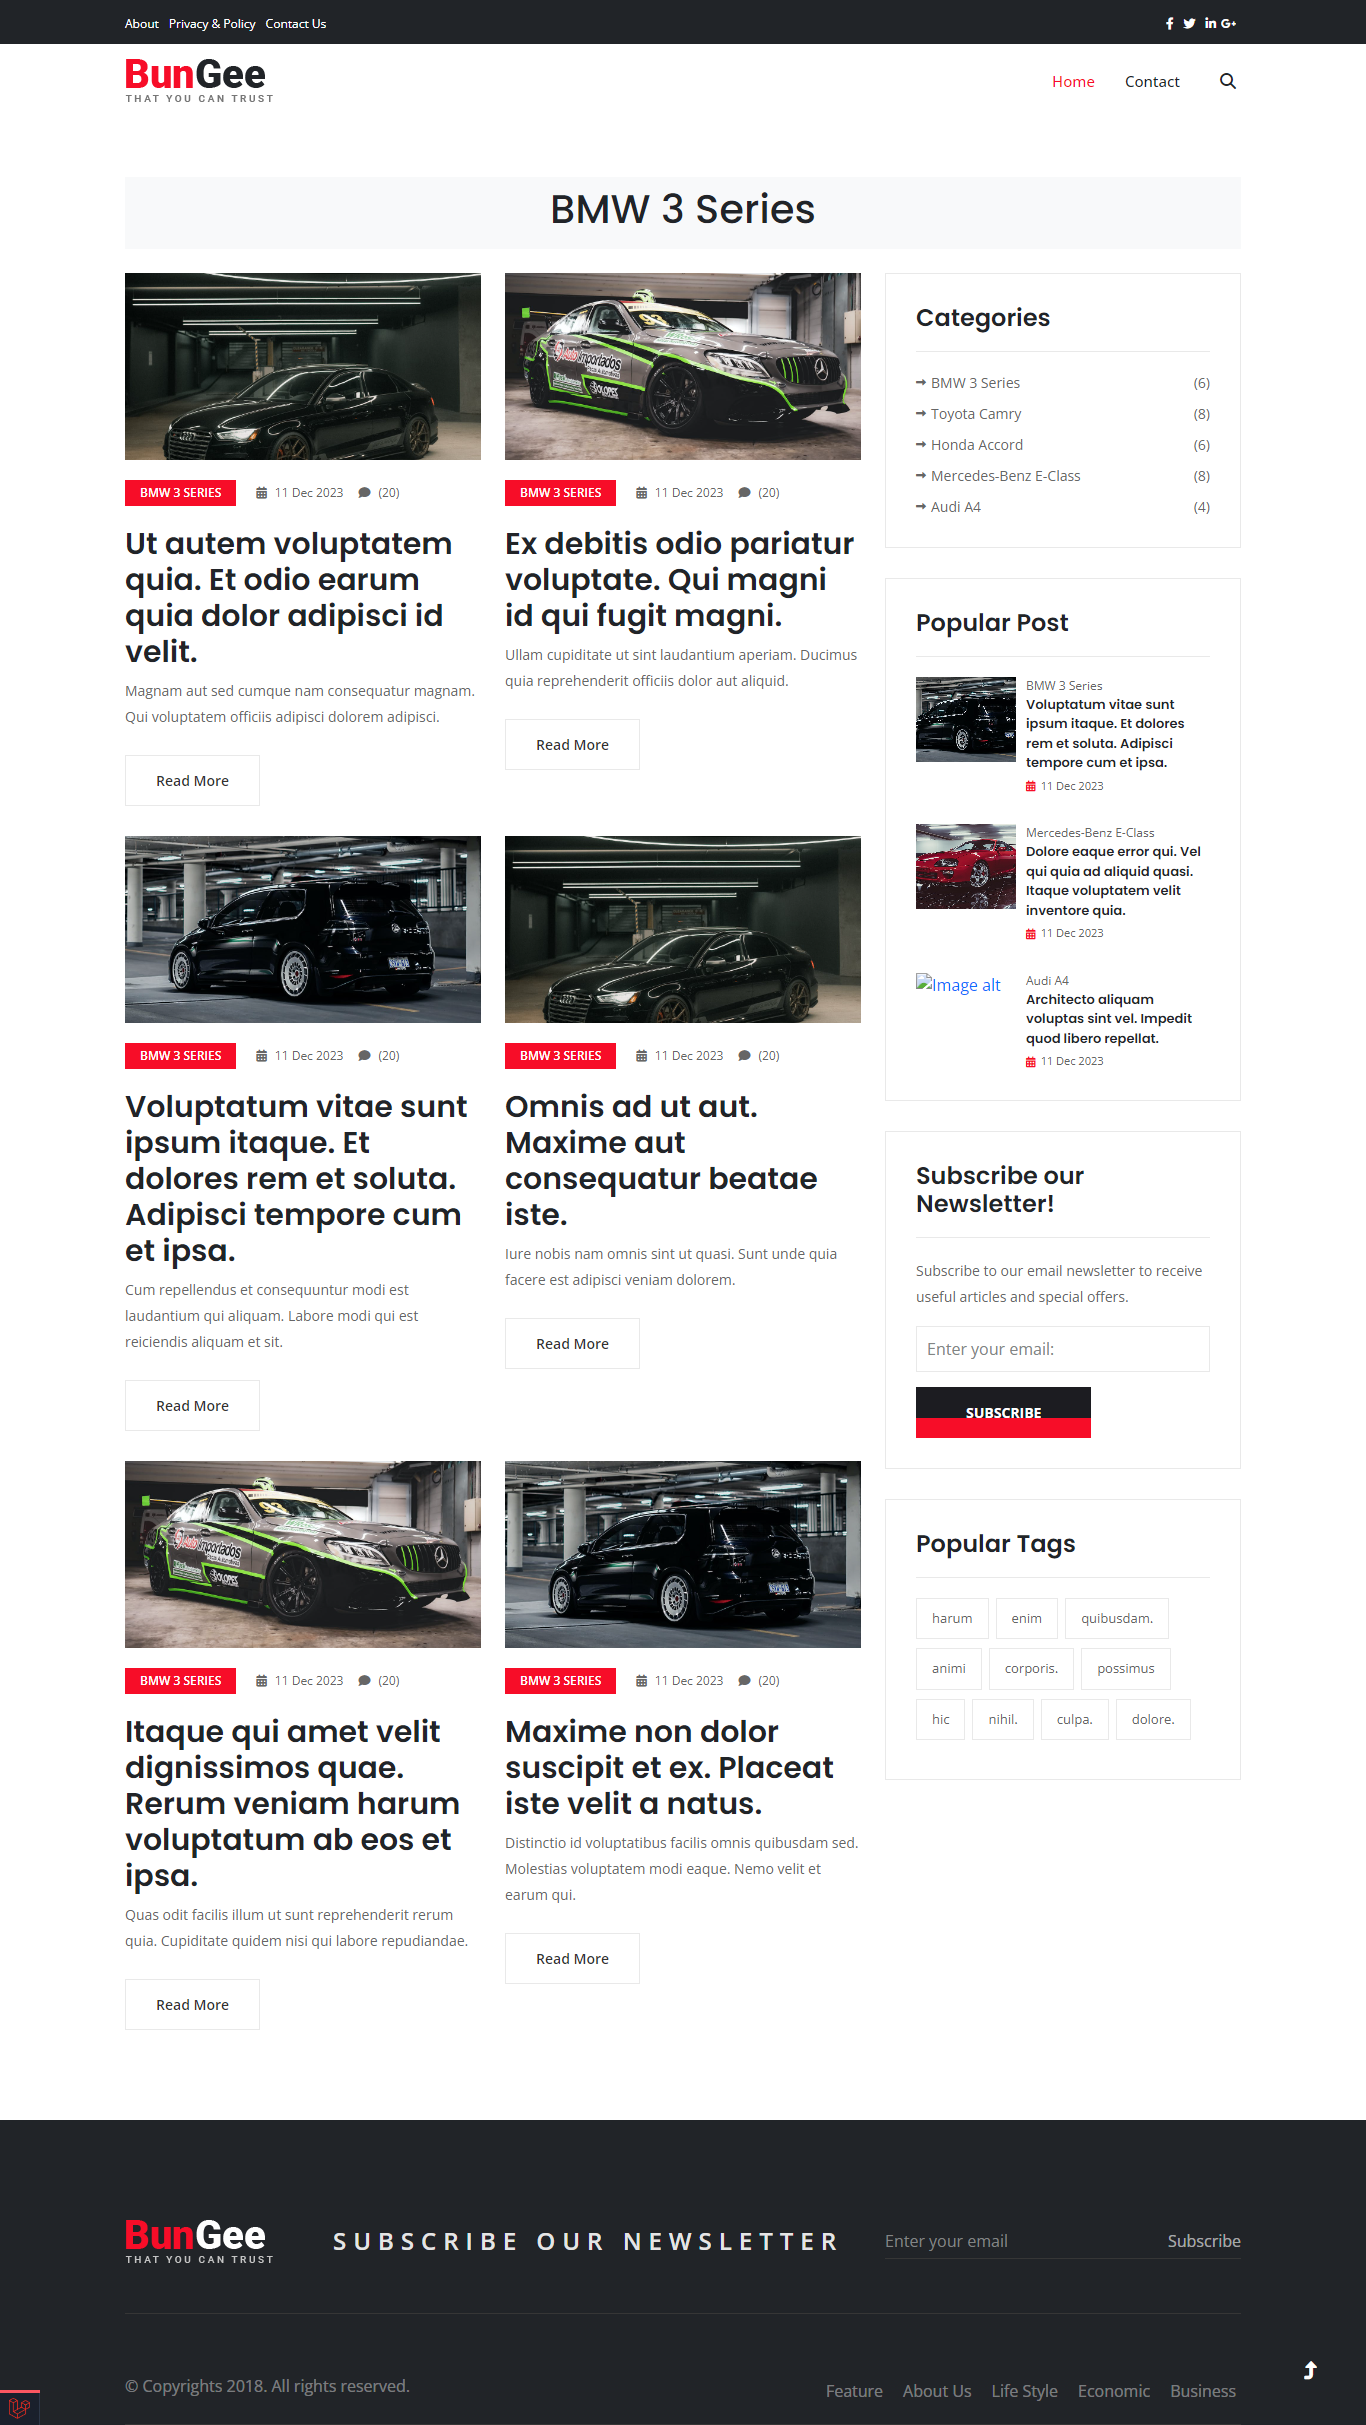 About Privacy & Policy Contact Us
BunGee
THAT YOU CAN TRUST
Home Contact
BMW 3 Series
BMW 3 SERIES 11 Dec 2023 (20)
Ut autem voluptatem
quia. Et odio earum
quia dolor adipisci id
velit.
Magnam aut sed cumque nam consequatur magnam.
Qui voluptatem officiis adipisci dolorem adipisci.
Read More
93
importados
DOLOPES
BMW 3 SERIES 11 Dec 2023 (20)
Ex debitis odio pariatur
voluptate. Qui magni
id qui fugit magni.
Ullam cupiditate ut sint laudantium aperiam. Ducimus
quia reprehenderit officiis dolor aut aliquid.
Read More
BMW 3 SERIES 11 Dec 2023 (20)
Voluptatum vitae sunt
ipsum itaque. Et
dolores rem et soluta.
Adipisci tempore cum
et ipsa.
Cum repellendus et consequuntur modi est
laudantium qui aliquam. Labore modi qui est
reiciendis aliquam et sit.
Read More
BMW 3 SERIES 11 Dec 2023 (20)
Omnis ad ut aut.
Maxime aut
consequatur beatae
iste.
Iure nobis nam omnis sint ut quasi. Sunt unde quia
facere est adipisci veniam dolorem.
Read More
93
importados
DOLOPES
BMW 3 SERIES 11 Dec 2023 (20)
Itaque qui amet velit
dignissimos quae.
Rerum veniam harum
voluptatum ab eos et
ipsa.
Quas odit facilis illum ut sunt reprehenderit rerum
quia. Cupiditate quidem nisi qui labore repudiandae.
Read More
BMW 3 SERIES 11 Dec 2023 (20)
Maxime non dolor
suscipit et ex. Placeat
iste velit a natus.
Distinctio id voluptatibus facilis omnis quibusdam sed.
Molestias voluptatem modi eaque. Nemo velit et
earum qui.
Read More
Categories
BMW 3 Series (6)
Toyota Camry (8)
Honda Accord (6)
Mercedes-Benz E-Class (8)
Audi A4 (4)
Popular Post
BMW 3 Series
Voluptatum vitae sunt
ipsum itaque. Et dolores
rem et soluta. Adipisci
tempore cum et ipsa.
11 Dec 2023
Mercedes-Benz E-Class
Dolore eaque error qui. Vel
qui quia ad aliquid quasi.
Itaque voluptatem velit
inventore quia.
11 Dec 2023
Image alt
Audi A4
Architecto aliquam
voluptas sint vel. Impedit
quod libero repellat.
11 Dec 2023
Subscribe our
Newsletter!
Subscribe to our email newsletter to receive
useful articles and special offers.
Enter your email:
SUBSCRIBE
Popular Tags
harum enim quibusdam.
animi corporis. possimus
hic nihil. culpa. dolore.
BunGee
THAT YOU CAN TRUST
SUBSCRIBE OUR NEWSLETTER
Enter your email Subscribe
© Copyrights 2018. All rights reserved.
Feature About Us Life Style Economic Business